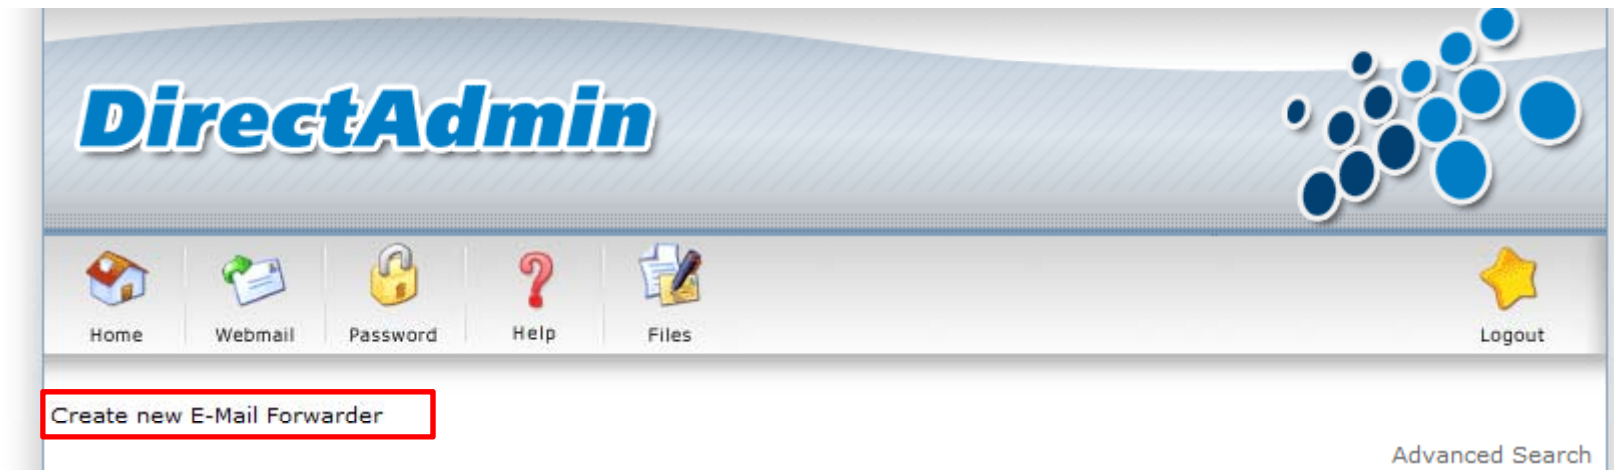 DirectAdmin
Home Webmail Password Help Files Logout
Create new E-Mail Forwarder
Advanced Search